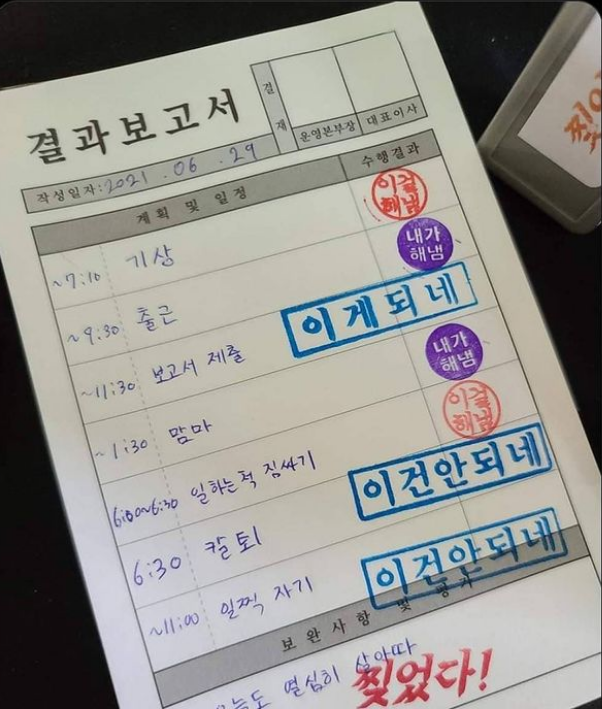 결과보고서
결재
운영본부장 대표이사
작성일자: 2021 . 06 . 29
계획 및 일정 수행결과
~7:10 기상 이걸해냄
~9:30 출근 내가해냄
~11:30 보고서 제출 이게되네
~1:30 맘마 내가해냄
6:00~6:30 일하는척 짐싸기 이걸해냄
6:30 칼퇴 이건안되네
~11:00 일찍 자기 이건안되네
보완사항 및 평가
오늘도 열심히 살아따
찢었다!
찢었